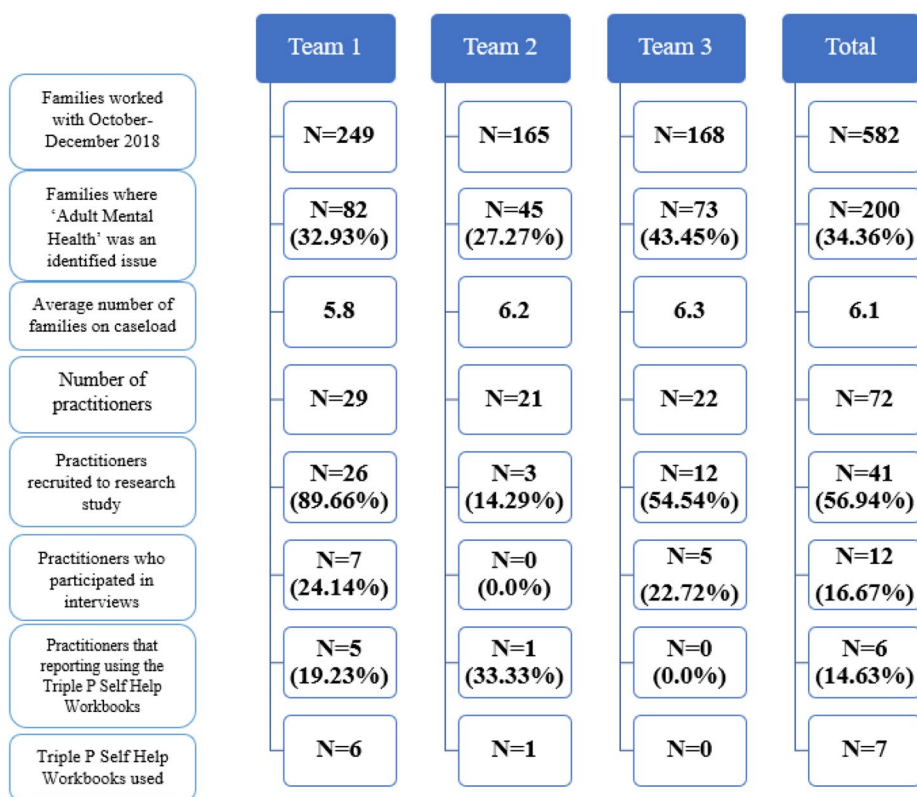 Team 1
Team 2
Team 3
Total
Families worked
with October-
December 2018
N=249
N=165
N=168
N=582
Families where
‘Adult Mental
Health’ was an
identified issue
N=82
(32.93%)
N=45
(27.27%)
N=73
(43.45%)
N=200
(34.36%)
Average number of
families on caseload
5.8
6.2
6.3
6.1
Number of
practitioners
N=29
N=21
N=22
N=72
Practitioners
recruited to research
study
N=26
(89.66%)
N=3
(14.29%)
N=12
(54.54%)
N=41
(56.94%)
Practitioners who
participated in
interviews
N=7
(24.14%)
N=0
(0.0%)
N=5
(22.72%)
N=12
(16.67%)
Practitioners that
reporting using the
Triple P Self Help
Workbooks
N=5
(19.23%)
N=1
(33.33%)
N=0
(0.0%)
N=6
(14.63%)
Triple P Self Help
Workbooks used
N=6
N=1
N=0
N=7